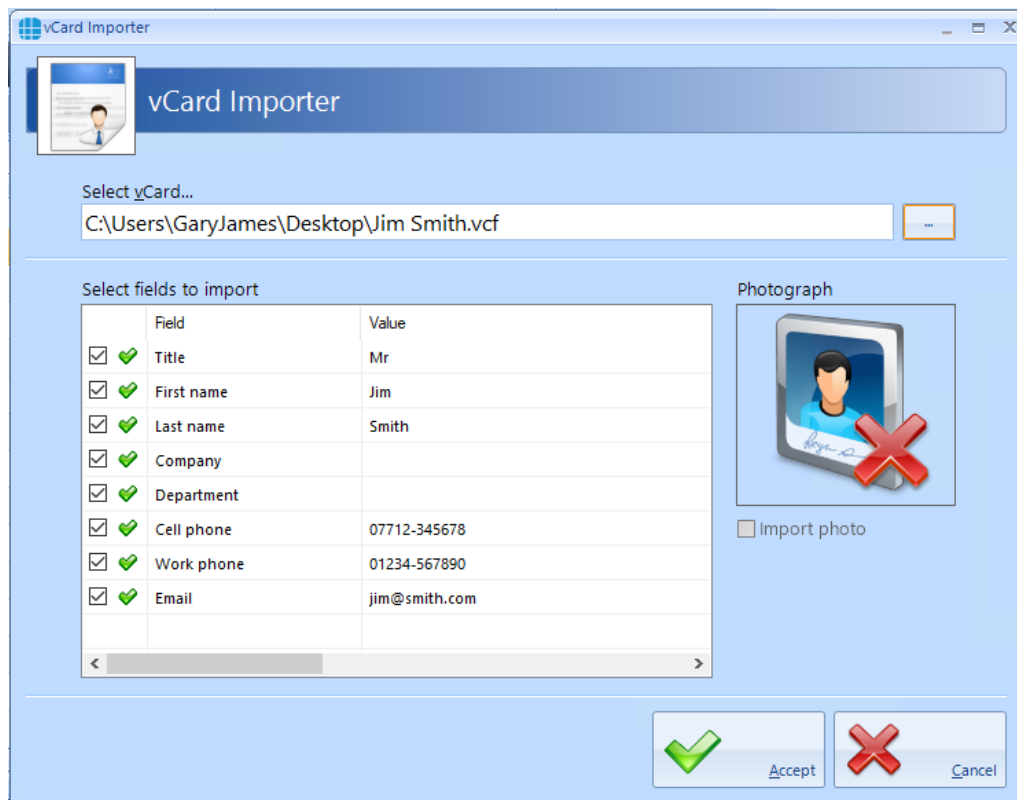 vCard Importer
vCard Importer
Select vCard...
C:\Users\GaryJames\Desktop\Jim Smith.vcf
...
Select fields to import
Photograph
Field Value
Title Mr
First name Jim
Last name Smith
Company
Department
Cell phone 07712-345678
Work phone 01234-567890
Email jim@smith.com
Import photo
Accept
Cancel